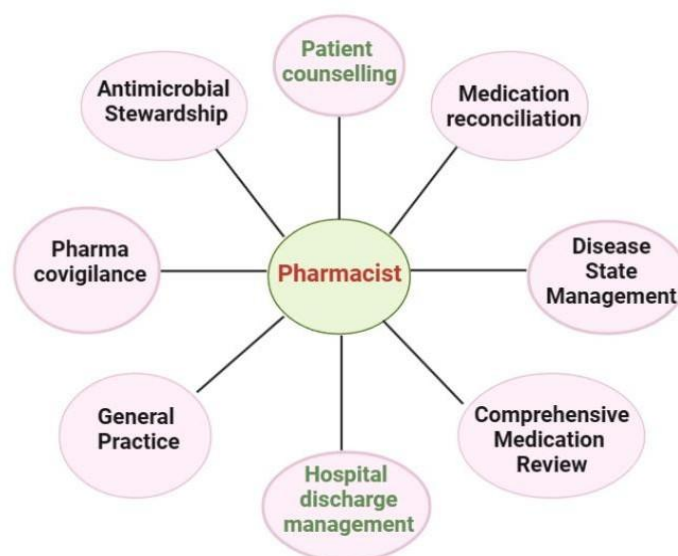 Patient
counselling
Antimicrobial
Stewardship
Medication
reconciliation
Pharma
covigilance
Pharmacist
Disease
State
Management
General
Practice
Comprehensive
Medication
Review
Hospital
discharge
management